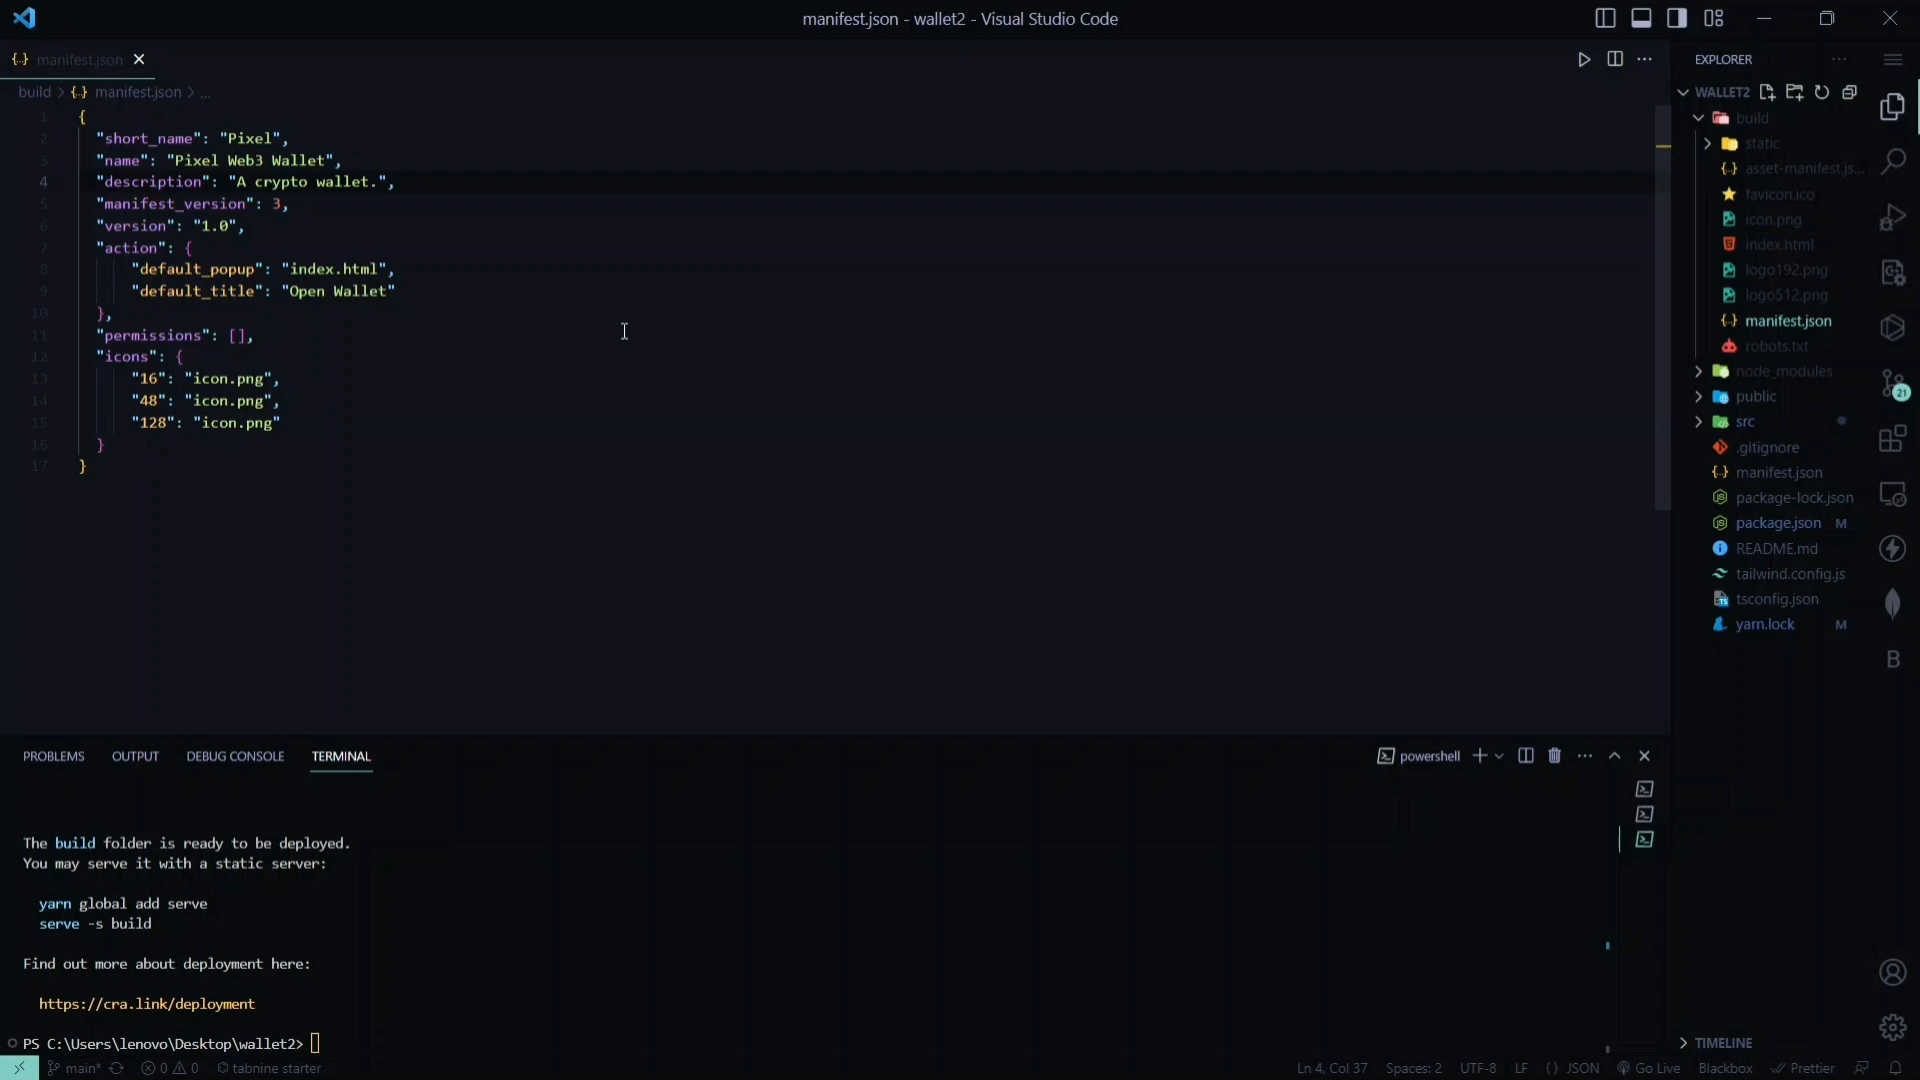 manifest.json - wallet2 - Visual Studio Code
manifest.json
build > manifest.json > ...
1 {
2 "short_name": "Pixel",
3 "name": "Pixel Web3 Wallet",
4 "description": "A crypto wallet.",
5 "manifest_version": 3,
6 "version": "1.0",
7 "action": {
8 "default_popup": "index.html",
9 "default_title": "Open Wallet"
10 },
11 "permissions": [],
12 "icons": {
13 "16": "icon.png",
14 "48": "icon.png",
15 "128": "icon.png"
16 }
17 }
PROBLEMS OUTPUT DEBUG CONSOLE TERMINAL
powershell
The build folder is ready to be deployed.
You may serve it with a static server:
yarn global add serve
serve -s build
Find out more about deployment here:
https://cra.link/deployment
PS C:\Users\lenovo\Desktop\wallet2>
EXPLORER
WALLET2
build
static
asset-manifest.js...
favicon.ico
icon.png
index.html
logo192.png
logo512.png
manifest.json
robots.txt
node_modules
public
src
.gitignore
manifest.json
package-lock.json
package.json M
README.md
tailwind.config.js
tsconfig.json
yarn.lock M
21
B
TIMELINE
main* 0 0 tabnine starter
Ln 4, Col 37 Spaces: 2 UTF-8 LF {} JSON Go Live Blackbox Prettier